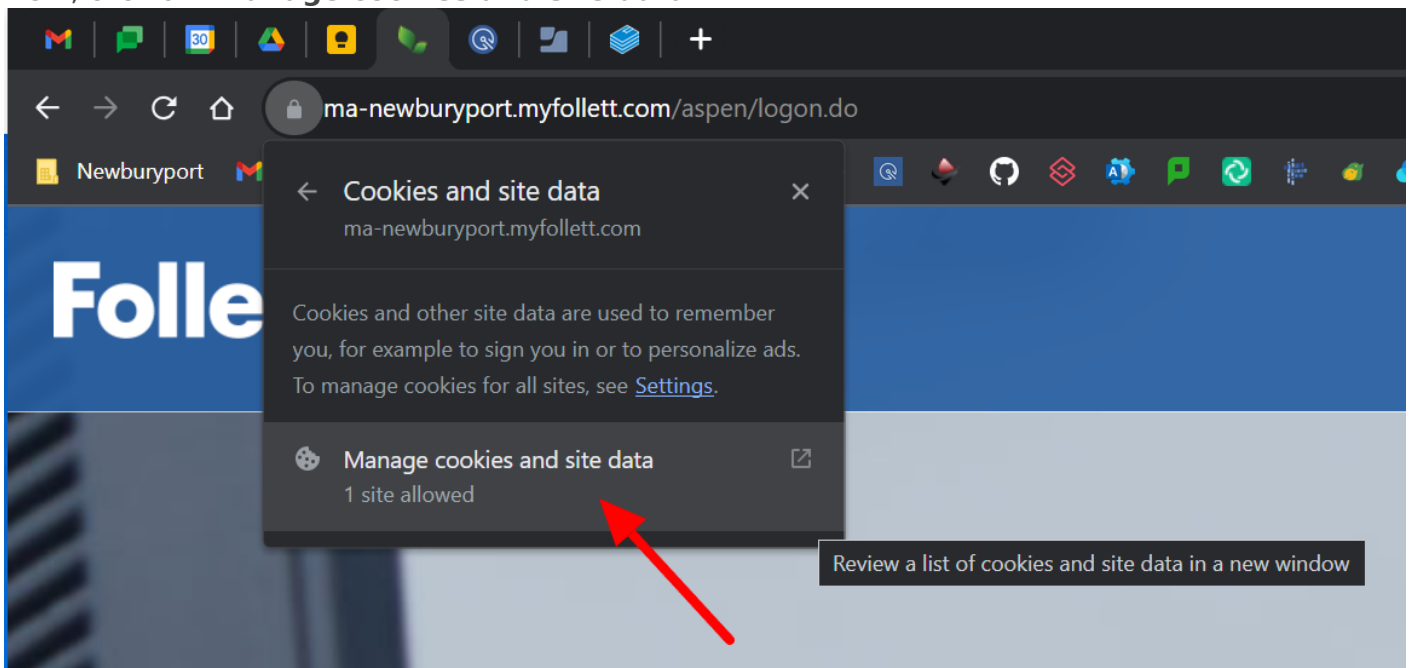 30
ma-newburyport.myfollett.com/aspen/logon.do
Newburyport
Cookies and site data
ma-newburyport.myfollett.com
Folle
Cookies and other site data are used to remember
you, for example to sign you in or to personalize ads.
To manage cookies for all sites, see Settings.
Manage cookies and site data
1 site allowed
Review a list of cookies and site data in a new window